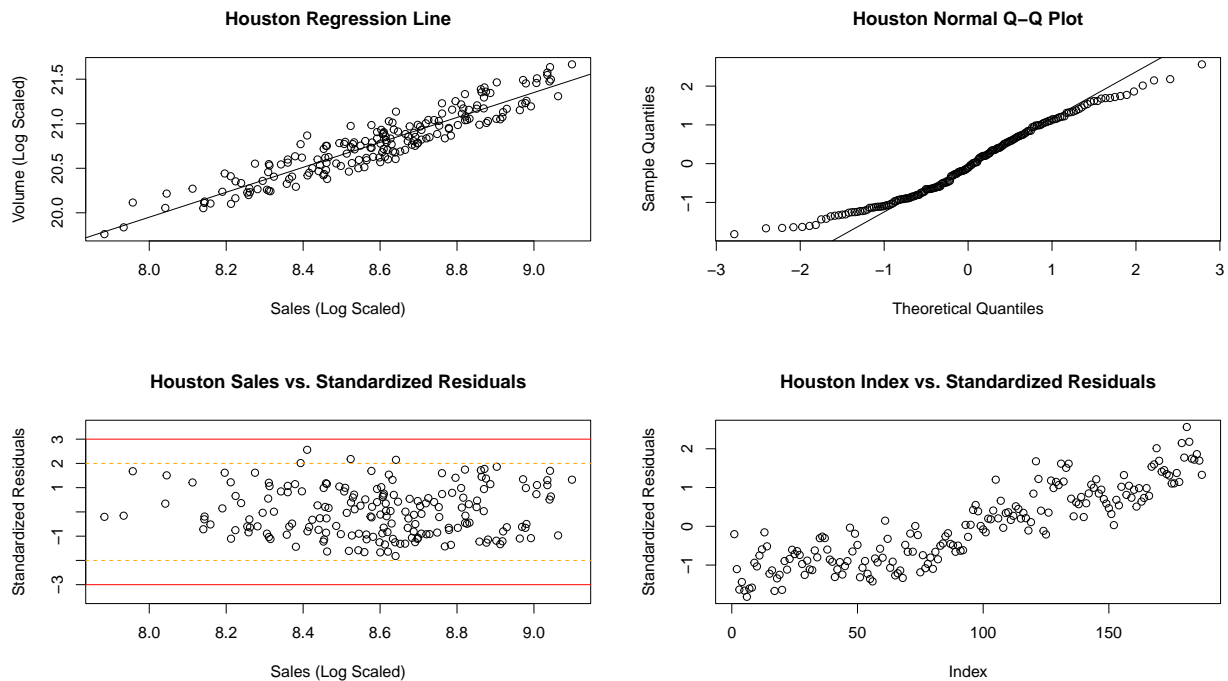 Houston Regression Line
Volume (Log Scaled)
20.0 20.5 21.0 21.5
8.0 8.2 8.4 8.6 8.8 9.0
Sales (Log Scaled)
Houston Normal Q−Q Plot
Sample Quantiles
−1 0 1 2
−3 −2 −1 0 1 2 3
Theoretical Quantiles
Houston Sales vs. Standardized Residuals
Standardized Residuals
−3 −1 1 2 3
8.0 8.2 8.4 8.6 8.8 9.0
Sales (Log Scaled)
Houston Index vs. Standardized Residuals
Standardized Residuals
−1 0 1 2
0 50 100 150
Index